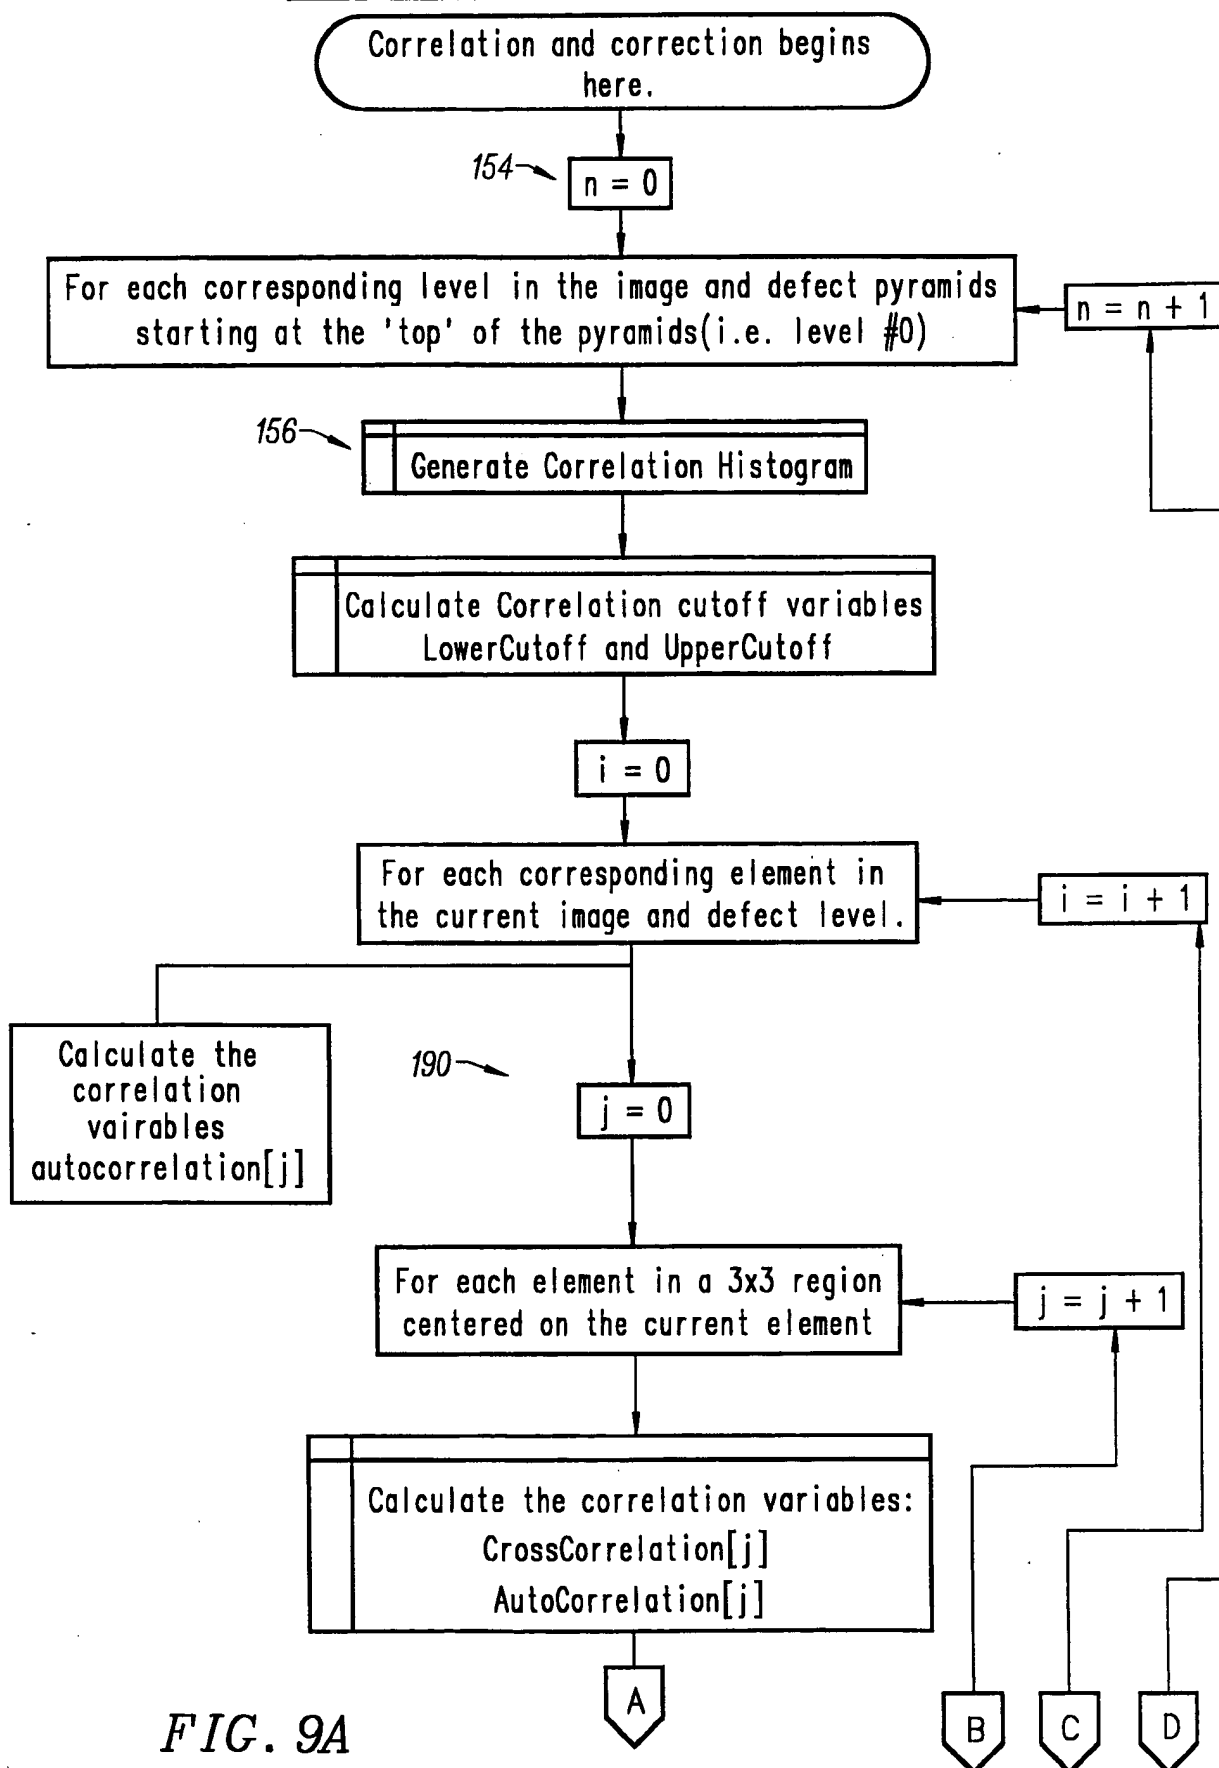 Correlation and correction begins
here.
154
n = 0
For each corresponding level in the image and defect pyramids
starting at the 'top' of the pyramids(i.e. level #0)
n = n + 1
156
Generate Correlation Histogram
Calculate Correlation cutoff variables
LowerCutoff and UpperCutoff
i = 0
For each corresponding element in
the current image and defect level.
i = i + 1
Calculate the
correlation
vairables
autocorrelation[j]
190
j = 0
For each element in a 3x3 region
centered on the current element
j = j + 1
Calculate the correlation variables:
CrossCorrelation[j]
AutoCorrelation[j]
A
B
C
D
FIG. 9A